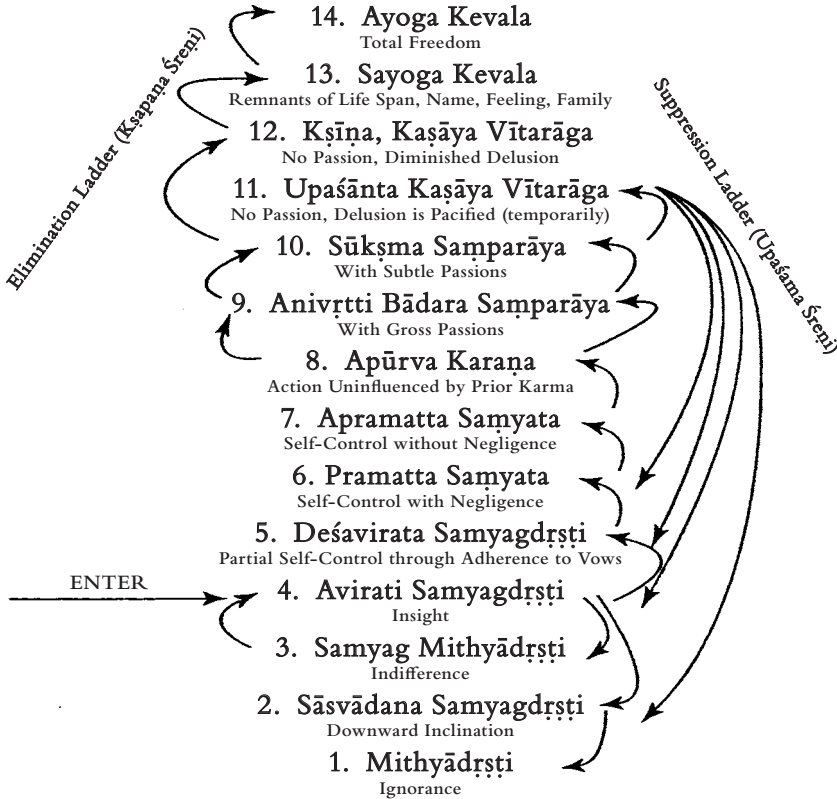 14. Ayoga Kevala
Total Freedom
13. Sayoga Kevala
Remnants of Life Span, Name, Feeling, Family
12. Kṣīṇa, Kaṣāya Vītarāga
No Passion, Diminished Delusion
11. Upaśānta Kaṣāya Vītarāga
No Passion, Delusion is Pacified (temporarily)
10. Sūkṣma Saṃparāya
With Subtle Passions
9. Anivṛtti Bādara Saṃparāya
With Gross Passions
8. Apūrva Karaṇa
Action Uninfluenced by Prior Karma
7. Apramatta Saṃyata
Self-Control without Negligence
6. Pramatta Saṃyata
Self-Control with Negligence
5. Deśavirata Samyagdṛṣṭi
Partial Self-Control through Adherence to Vows
ENTER
4. Avirati Samyagdṛṣṭi
Insight
3. Samyag Mithyādṛṣṭi
Indifference
2. Sāsvādana Samyagdṛṣṭi
Downward Inclination
1. Mithyādṛṣṭi
Ignorance
Elimination Ladder (Kṣapaṇa Śreṇi)
Suppression Ladder (Upaśama Śreṇi)